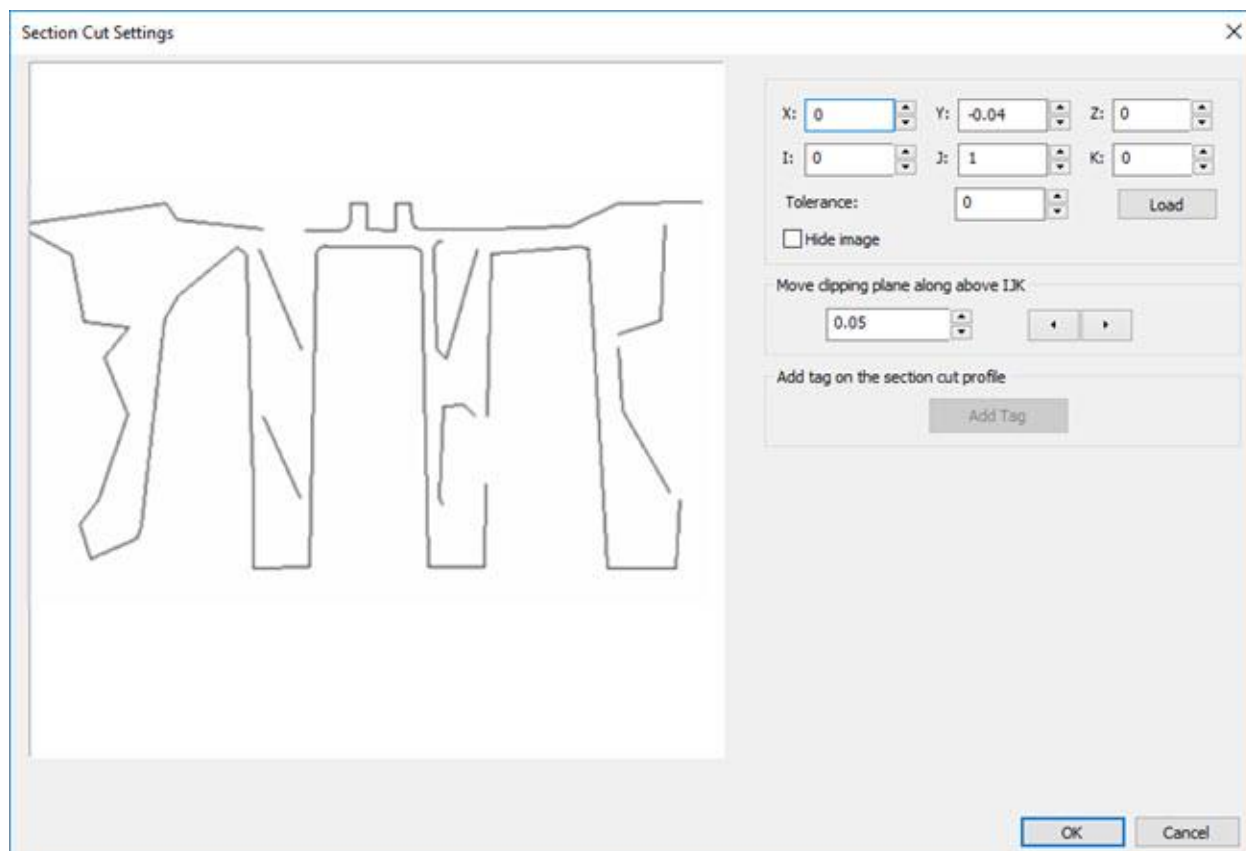 Section Cut Settings
X: 0 Y: -0.04 Z: 0
I: 0 J: 1 K: 0
Tolerance: 0 Load
Hide image
Move clipping plane along above IJK
0.05
Add tag on the section cut profile
Add Tag
OK Cancel